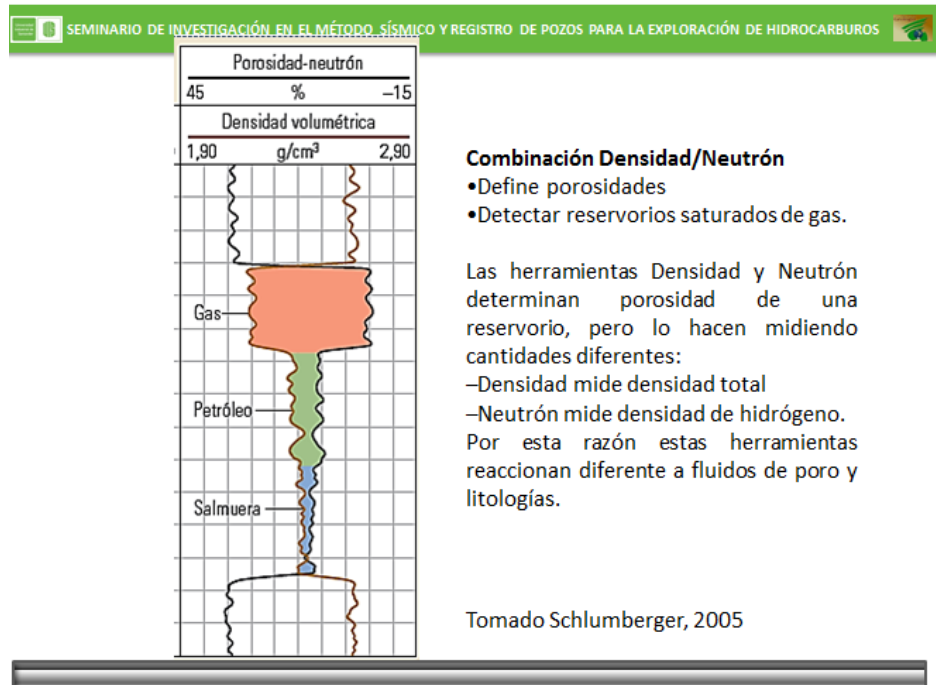 SEMINARIO DE INVESTIGACIÓN EN EL MÉTODO SÍSMICO Y REGISTRO DE POZOS PARA LA EXPLORACIÓN DE HIDROCARBUROS
Porosidad-neutrón
45 % –15
Densidad volumétrica
1,90 g/cm³ 2,90
Gas
Petróleo
Salmuera
Combinación Densidad/Neutrón
•Define porosidades
•Detectar reservorios saturados de gas.
Las herramientas Densidad y Neutrón
determinan porosidad de una
reservorio, pero lo hacen midiendo
cantidades diferentes:
–Densidad mide densidad total
–Neutrón mide densidad de hidrógeno.
Por esta razón estas herramientas
reaccionan diferente a fluidos de poro y
litologías.
Tomado Schlumberger, 2005